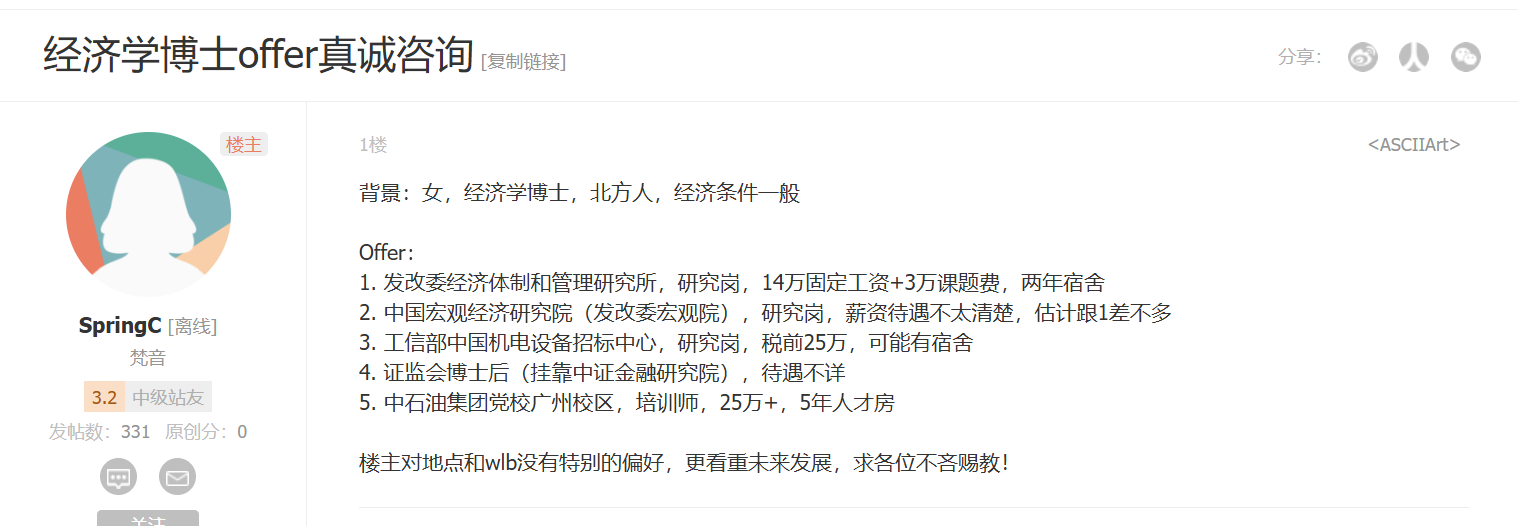 经济学博士offer真诚咨询 [复制链接]
分享：
楼主
1楼
<ASCIIArt>
背景：女，经济学博士，北方人，经济条件一般
Offer：
1. 发改委经济体制和管理研究所，研究岗，14万固定工资+3万课题费，两年宿舍
2. 中国宏观经济研究院（发改委宏观院），研究岗，薪资待遇不太清楚，估计跟1差不多
3. 工信部中国机电设备招标中心，研究岗，税前25万，可能有宿舍
4. 证监会博士后（挂靠中证金融研究院），待遇不详
5. 中石油集团党校广州校区，培训师，25万+，5年人才房
楼主对地点和wlb没有特别的偏好，更看重未来发展，求各位不吝赐教！
SpringC [离线]
梵音
3.2 中级站友
发帖数：331 原创分：0
关注